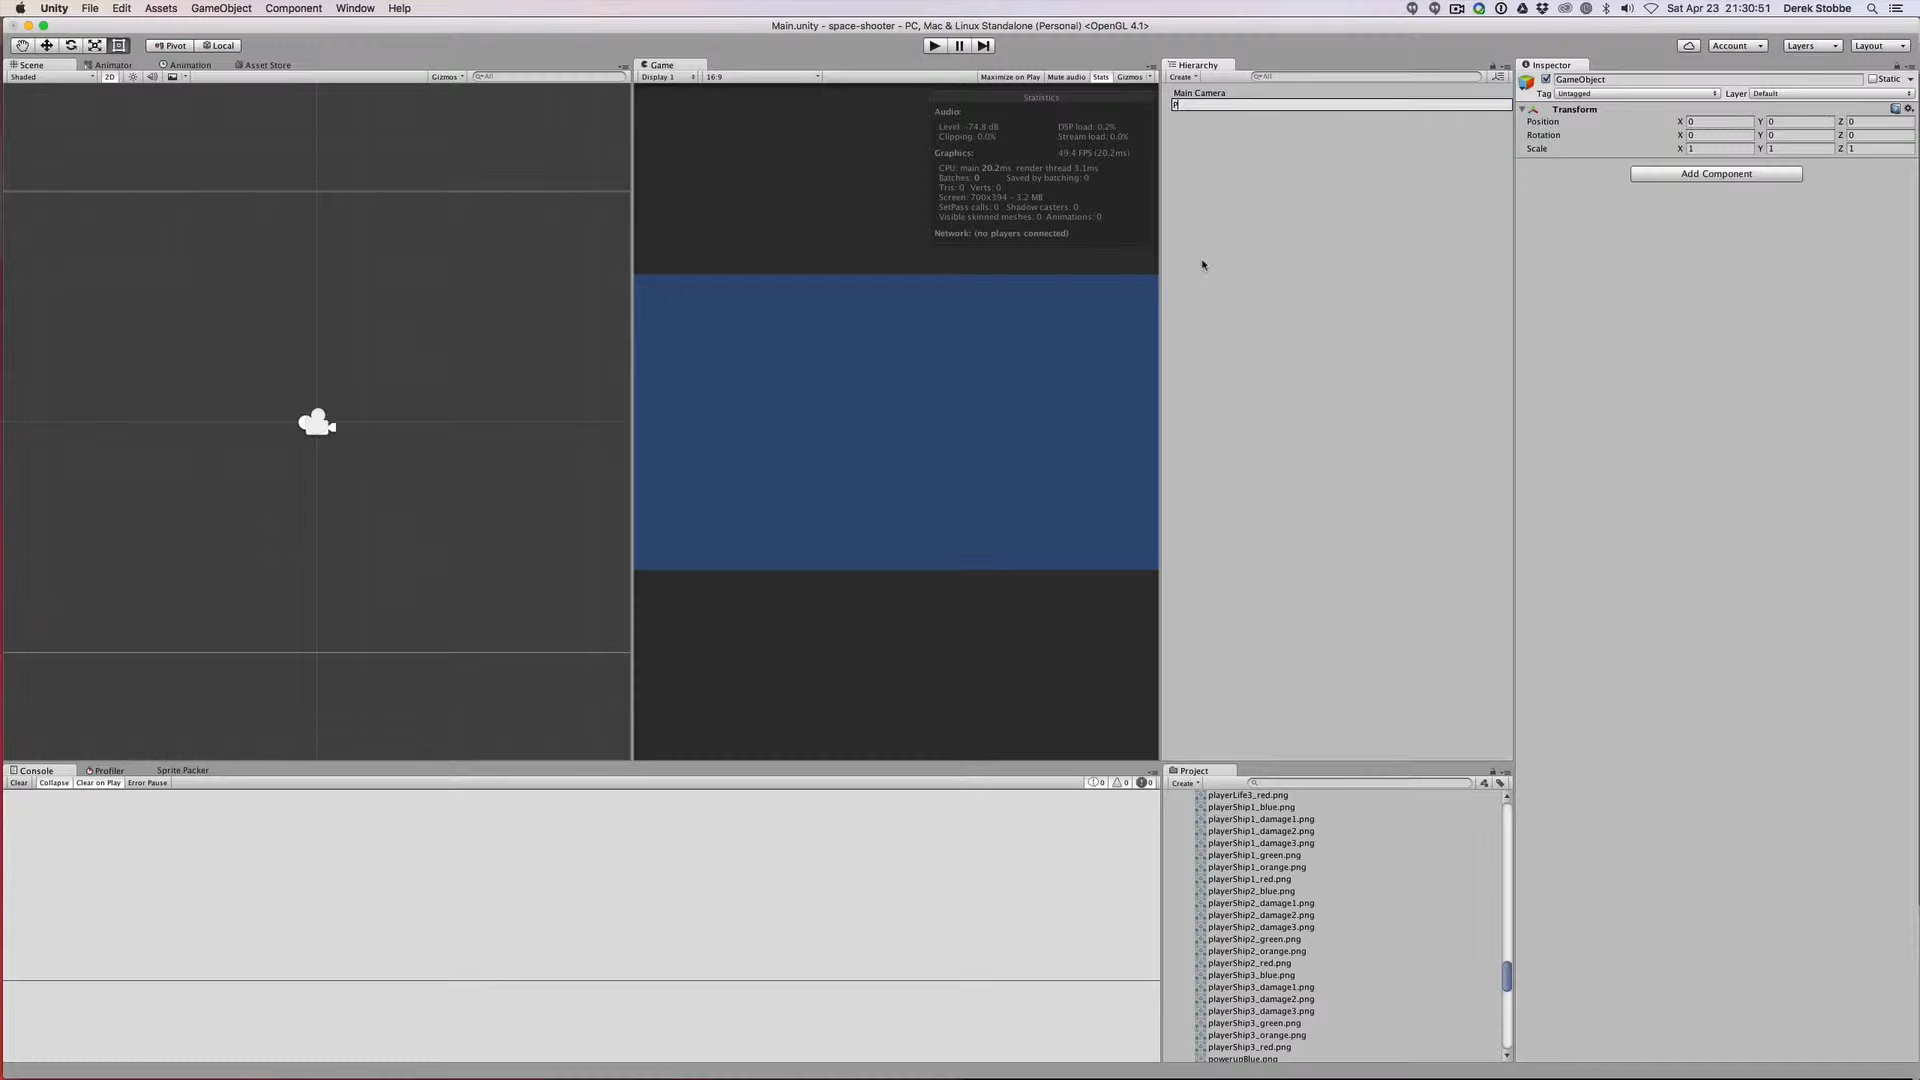 Unity File Edit Assets GameObject Component Window Help Sat Apr 23 21:30:51 Derek Stobbe
Main.unity - space-shooter - PC, Mac & Linux Standalone (Personal) <OpenGL 4.1>
Pivot Local Account Layers Layout
Scene Animator Animation Asset Store
Shaded 2D Gizmos All
Game
Display 1 16:9 Maximize on Play Mute audio Stats Gizmos
Statistics
Audio:
Level: -74.8 dB DSP load: 0.2%
Clipping: 0.0% Stream load: 0.0%
Graphics: 49.4 FPS (20.2ms)
CPU: main 20.2ms render thread 3.1ms
Batches: 0 Saved by batching: 0
Tris: 0 Verts: 0
Screen: 700x394 - 3.2 MB
SetPass calls: 0 Shadow casters: 0
Visible skinned meshes: 0 Animations: 0
Network: (no players connected)
Hierarchy
Create All
Main Camera
P
Inspector
GameObject Static
Tag Untagged Layer Default
Transform
Position X 0 Y 0 Z 0
Rotation X 0 Y 0 Z 0
Scale X 1 Y 1 Z 1
Add Component
Console Profiler Sprite Packer
Clear Collapse Clear on Play Error Pause 0 0 0
Project
Create
playerLife3_red.png
playerShip1_blue.png
playerShip1_damage1.png
playerShip1_damage2.png
playerShip1_damage3.png
playerShip1_green.png
playerShip1_orange.png
playerShip1_red.png
playerShip2_blue.png
playerShip2_damage1.png
playerShip2_damage2.png
playerShip2_damage3.png
playerShip2_green.png
playerShip2_orange.png
playerShip2_red.png
playerShip3_blue.png
playerShip3_damage1.png
playerShip3_damage2.png
playerShip3_damage3.png
playerShip3_green.png
playerShip3_orange.png
playerShip3_red.png
powerupBlue.png